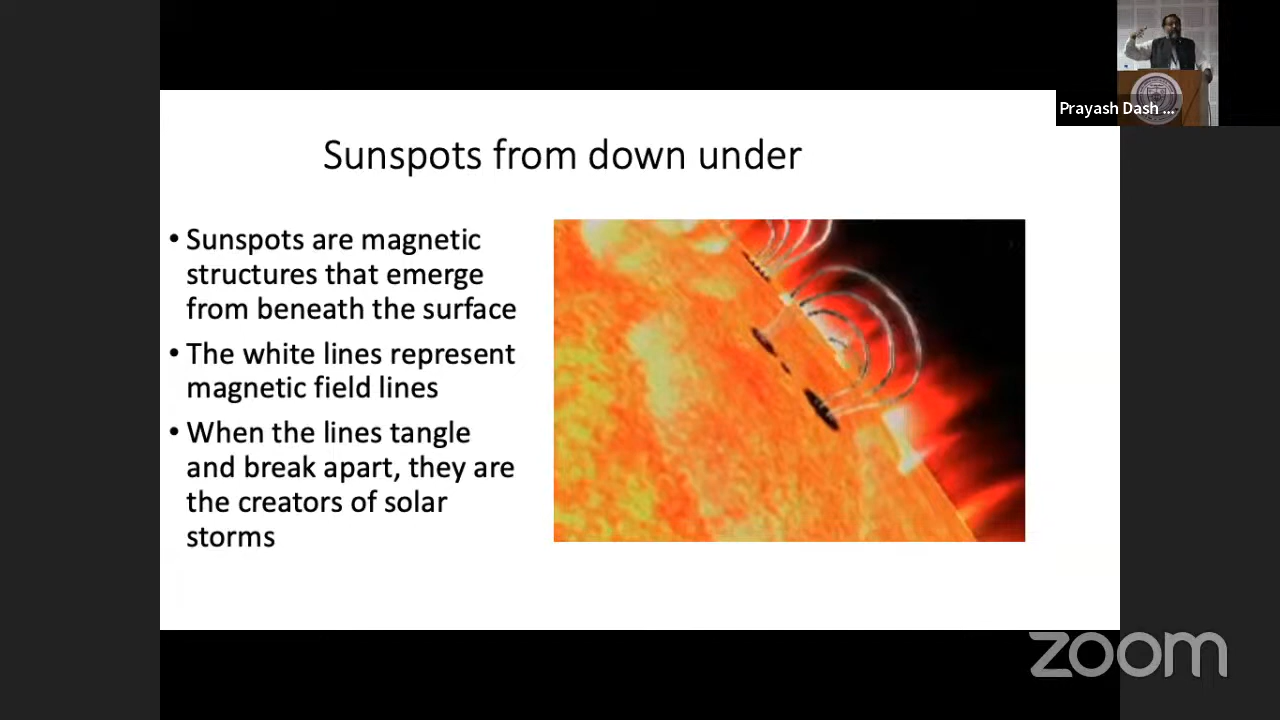 Prayash Dash ...
Sunspots from down under
• Sunspots are magnetic
structures that emerge
from beneath the surface
• The white lines represent
magnetic field lines
• When the lines tangle
and break apart, they are
the creators of solar
storms
zoom